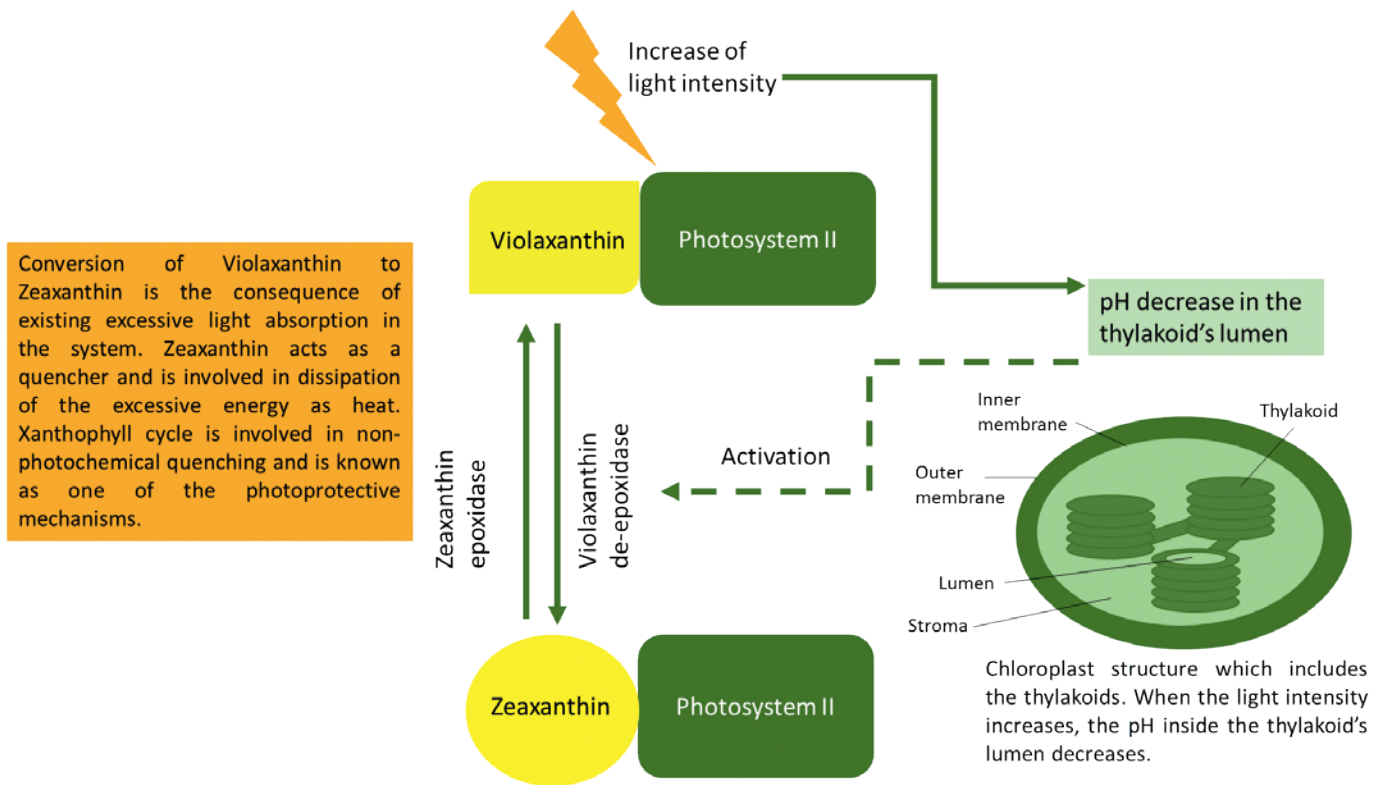 Increase of
light intensity
Violaxanthin
Photosystem II
Conversion of Violaxanthin to
Zeaxanthin is the consequence of
existing excessive light absorption in
the system. Zeaxanthin acts as a
quencher and is involved in dissipation
of the excessive energy as heat.
Xanthophyll cycle is involved in non-
photochemical quenching and is known
as one of the photoprotective
mechanisms.
pH decrease in the
thylakoid's lumen
Zeaxanthin
epoxidase
Violaxanthin
de-epoxidase
Activation
Inner
membrane
Thylakoid
Outer
membrane
Lumen
Stroma
Zeaxanthin
Photosystem II
Chloroplast structure which includes
the thylakoids. When the light intensity
increases, the pH inside the thylakoid's
lumen decreases.